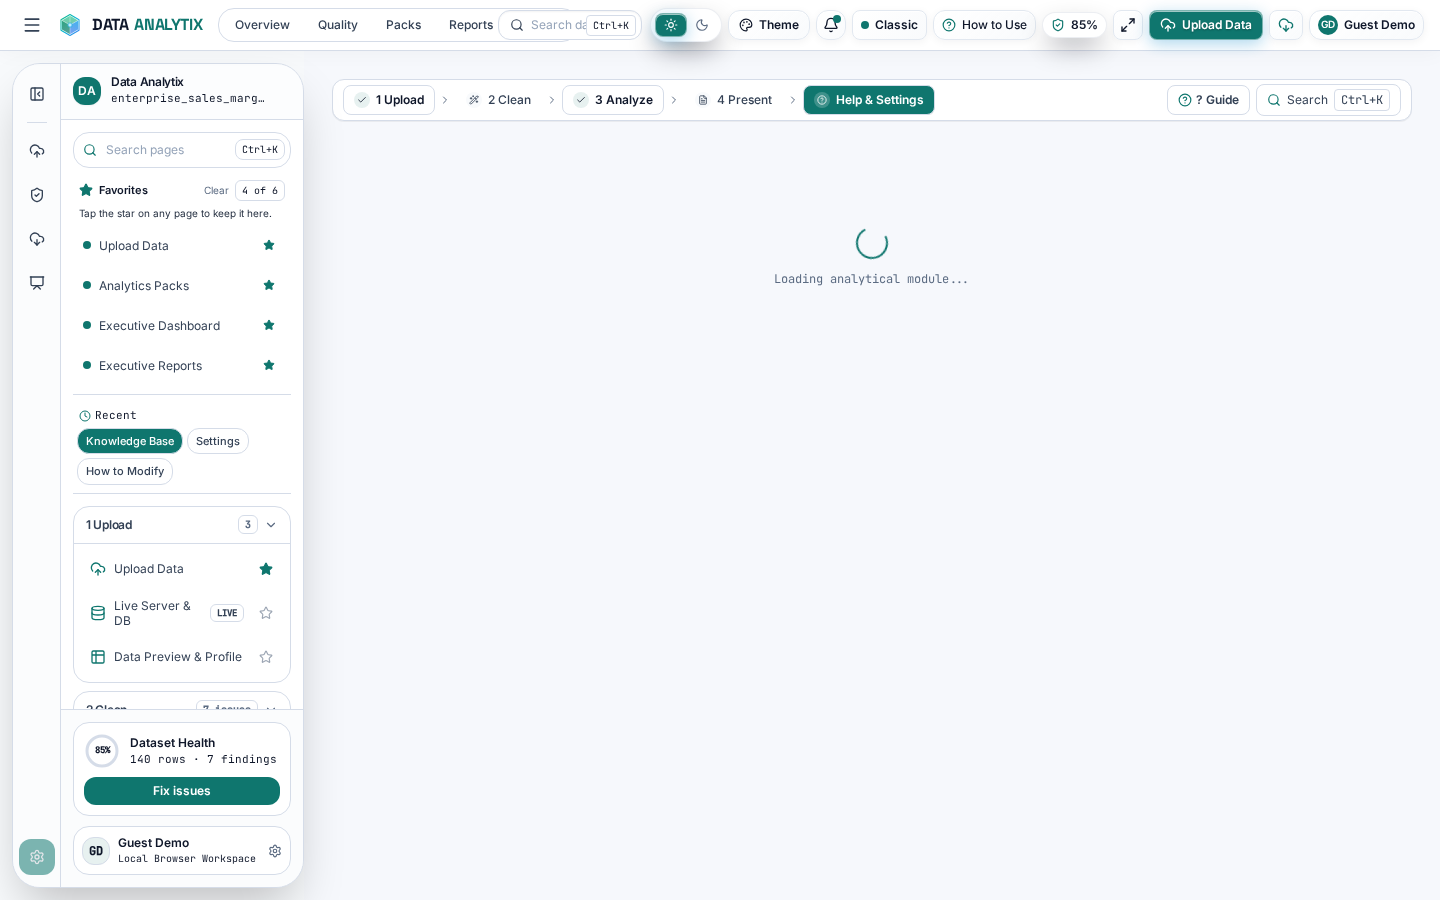 DATA ANALYTIX
Overview
Quality
Packs
Reports
Search da
Ctrl+K
Theme
Classic
How to Use
85%
Upload Data
GD
Guest Demo
DA
Data Analytix
enterprise_sales_marg…
1 Upload
2 Clean
3 Analyze
4 Present
Help & Settings
? Guide
Search
Ctrl+K
Search pages
Ctrl+K
Favorites
Clear
4 of 6
Tap the star on any page to keep it here.
Upload Data
Analytics Packs
Executive Dashboard
Executive Reports
Recent
Knowledge Base
Settings
How to Modify
1 Upload
3
Upload Data
Live Server &
DB
LIVE
Data Preview & Profile
2 Clean
7 issues
85%
Dataset Health
140 rows · 7 findings
Fix issues
GD
Guest Demo
Local Browser Workspace
Loading analytical module...